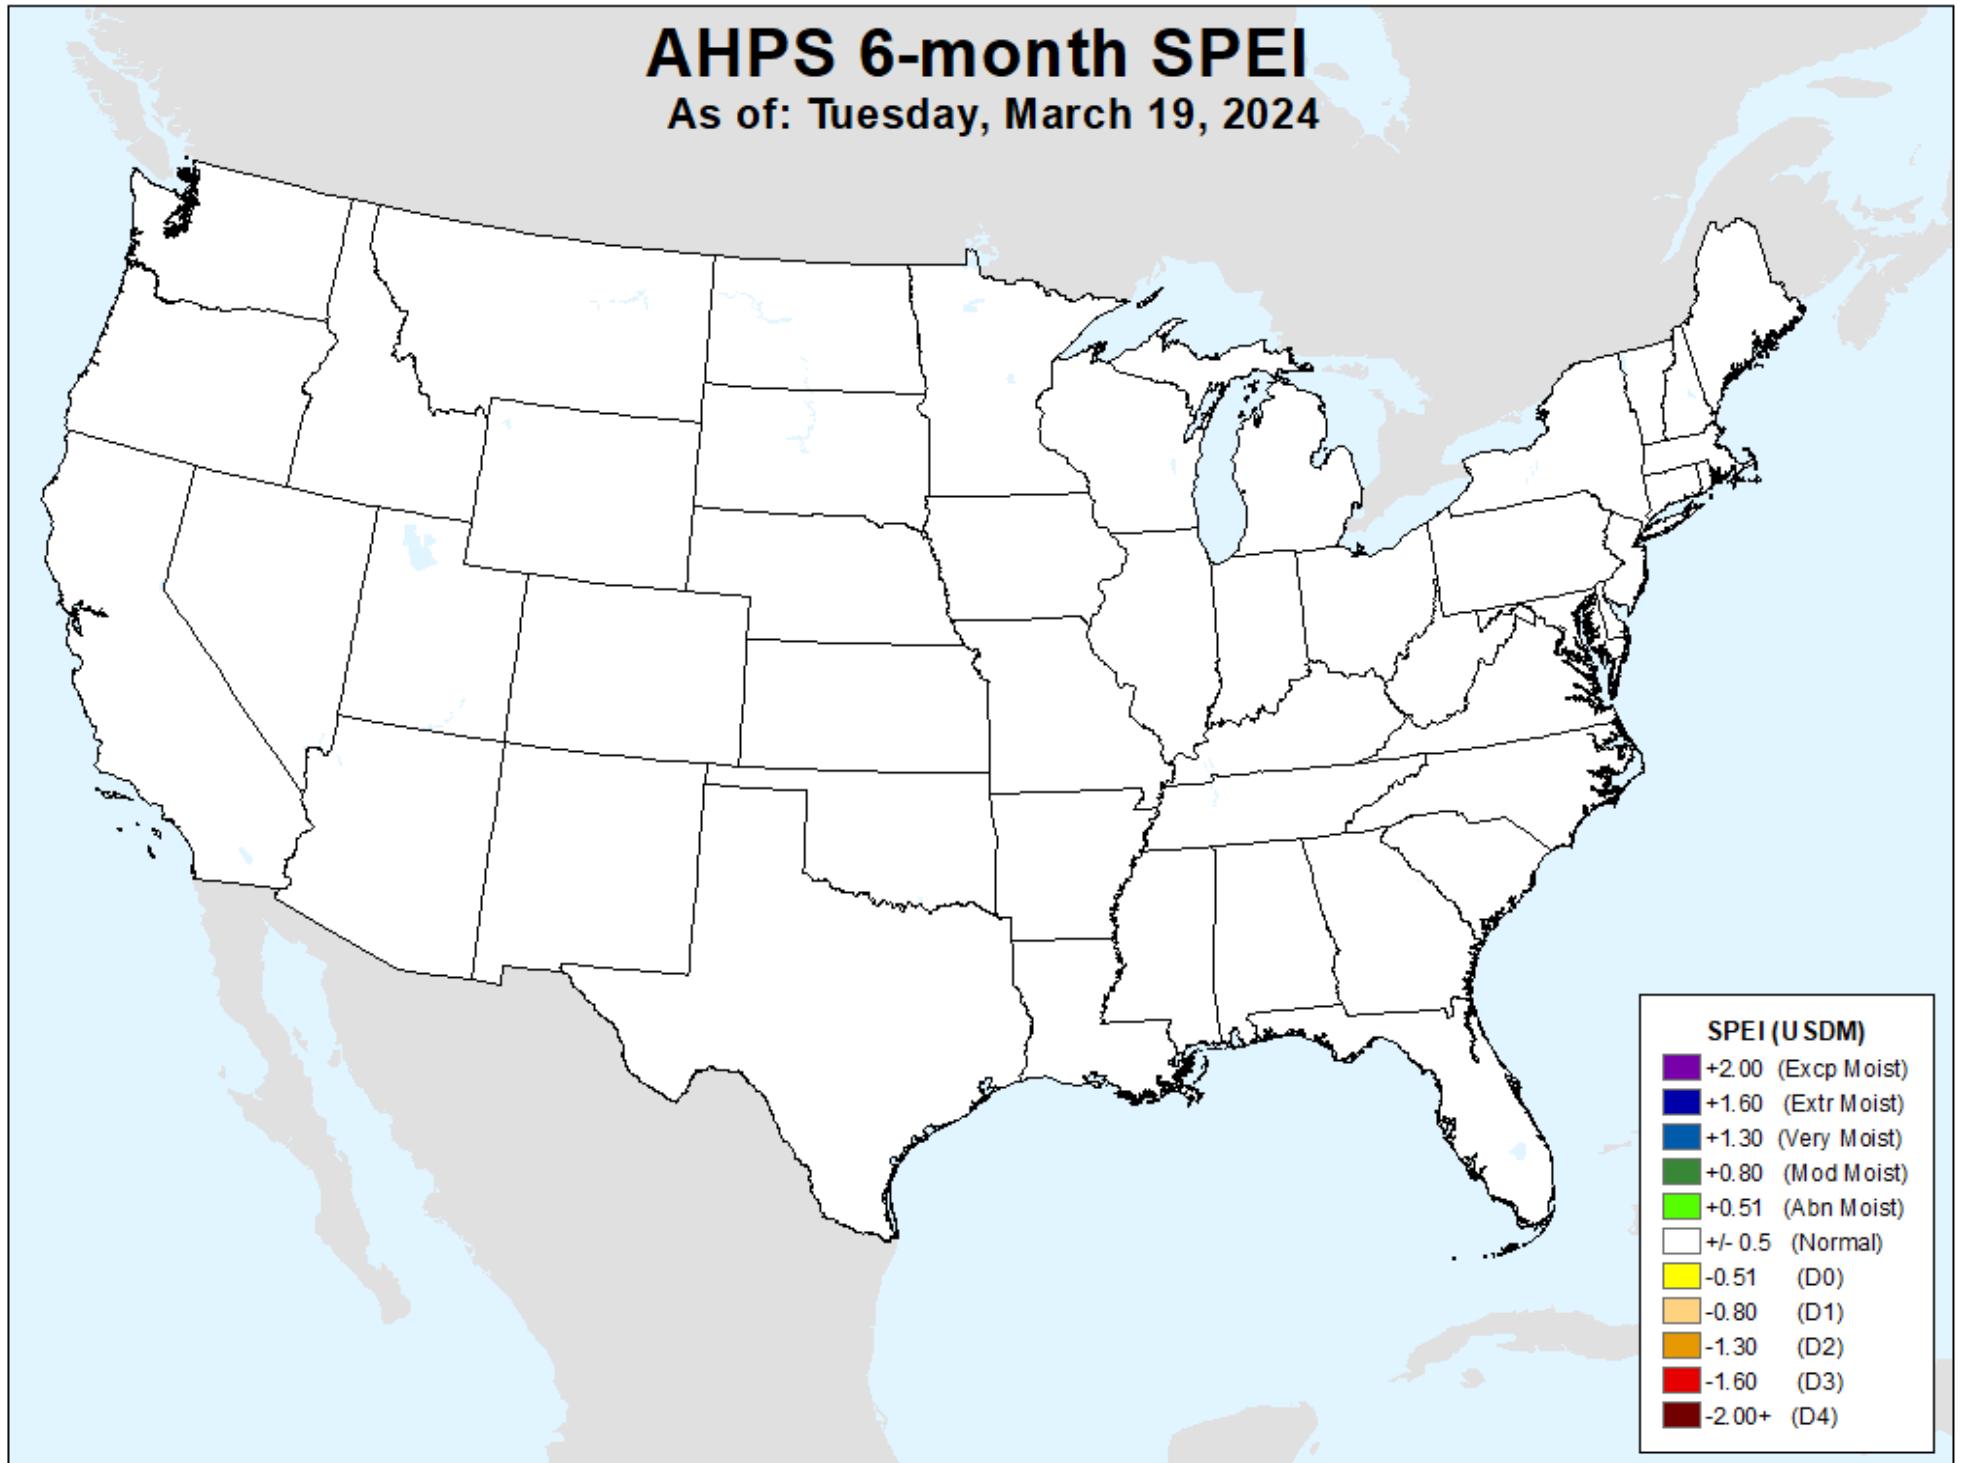 AHPS 6-month SPEI
As of: Tuesday, March 19, 2024
SPEI (USDM)
+2.00 (Excp Moist)
+1.60 (Extr Moist)
+1.30 (Very Moist)
+0.80 (Mod Moist)
+0.51 (Abn Moist)
+/- 0.5 (Normal)
-0.51 (D0)
-0.80 (D1)
-1.30 (D2)
-1.60 (D3)
-2.00+ (D4)